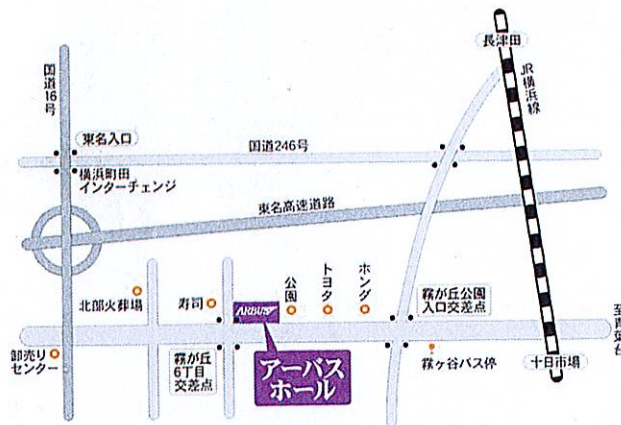 長津田
国道16号
JR横浜線
東名入口
国道246号
横浜町田
インターチェンジ
東名高速道路
北部火葬場
寿司
ARBUS
公園
トヨタ
ホンダ
霧が丘公園
入口交差点
至青葉台
卸売り
センター
霧が丘
6丁目
交差点
アーバス
ホール
霧ヶ谷バス停
十日市場